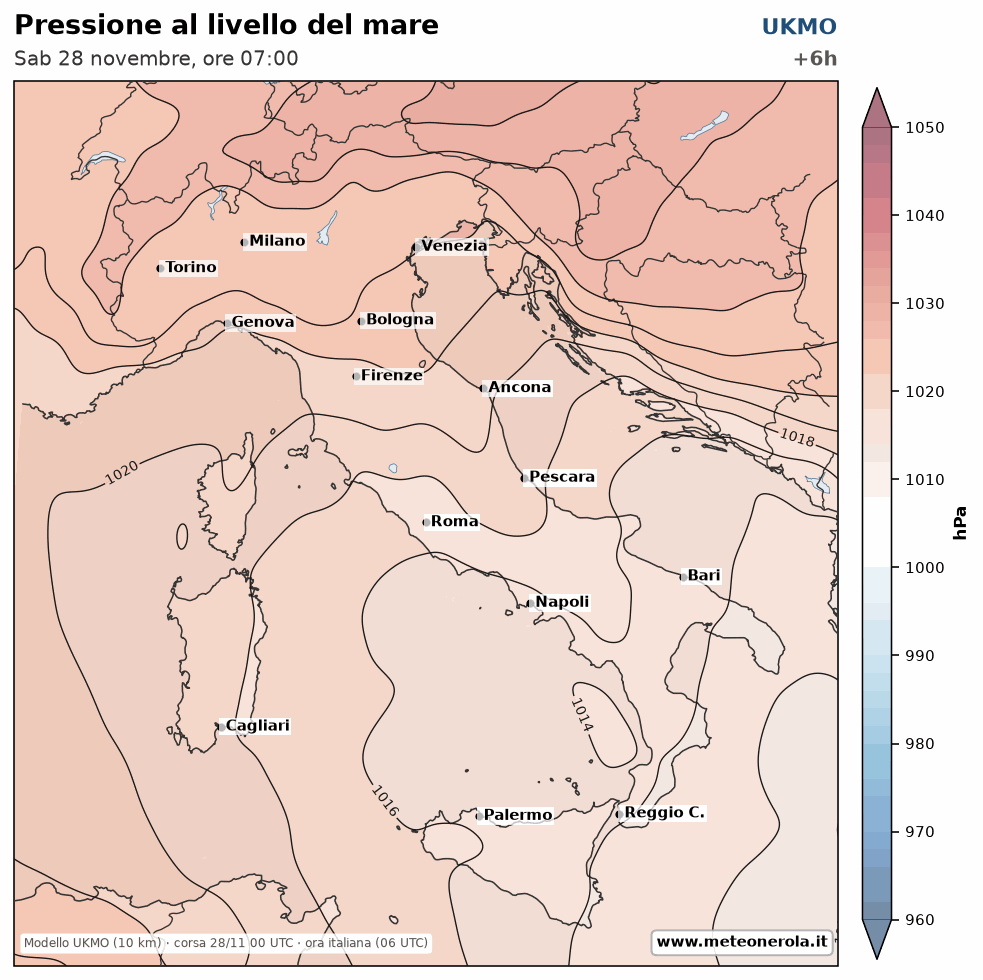 Pressione al livello del mare
UKMO
Sab 28 novembre, ore 07:00
+6h
1050
1040
1030
1020
1010
1000
990
980
970
960
hPa
Milano
Venezia
Torino
Genova
Bologna
Firenze
Ancona
1018
1020
Pescara
Roma
Bari
Napoli
1014
Cagliari
1016
Palermo
Reggio C.
Modello UKMO (10 km) · corsa 28/11 00 UTC · ora italiana (06 UTC)
www.meteonerola.it